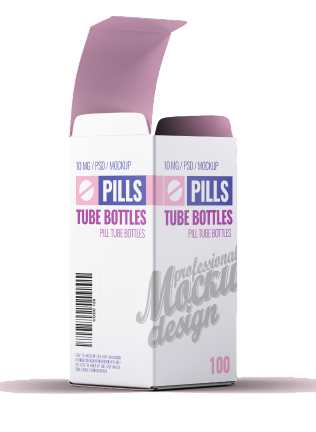 10 MG / PSD / MOCKUP
PILLS
TUBE BOTTLES
PILL TUBE BOTTLES
10 MG / PSD / MOCKUP
PILLS
TUBE BOTTLES
PILL TUBE BOTTLES
professional
Mockup
design
100